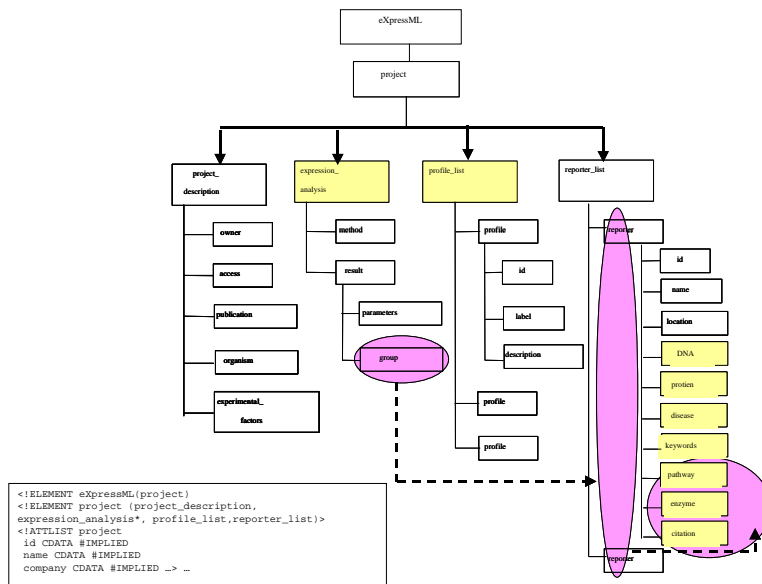 eXpressML
project
project_
description
owner
access
publication
organism
experimental_
factors
expression_
analysis
method
result
parameters
group
profile_list
profile
id
label
description
profile
profile
reporter_list
reporter
id
name
location
DNA
protien
disease
keywords
pathway
enzyme
citation
reporter
<!ELEMENT eXpressML(project)
<!ELEMENT project (project_description,
expression_analysis*, profile_list,reporter_list)>
<!ATTLIST project
id CDATA #IMPLIED
name CDATA #IMPLIED
company CDATA #IMPLIED …> …